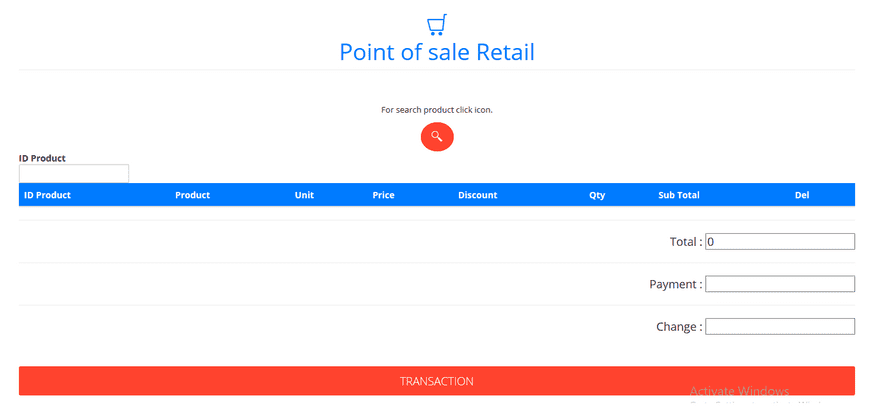 Point of sale Retail
For search product click icon.
ID Product
ID Product Product Unit Price Discount Qty Sub Total Del
Total : 0
Payment :
Change :
TRANSACTION
Activate Windows